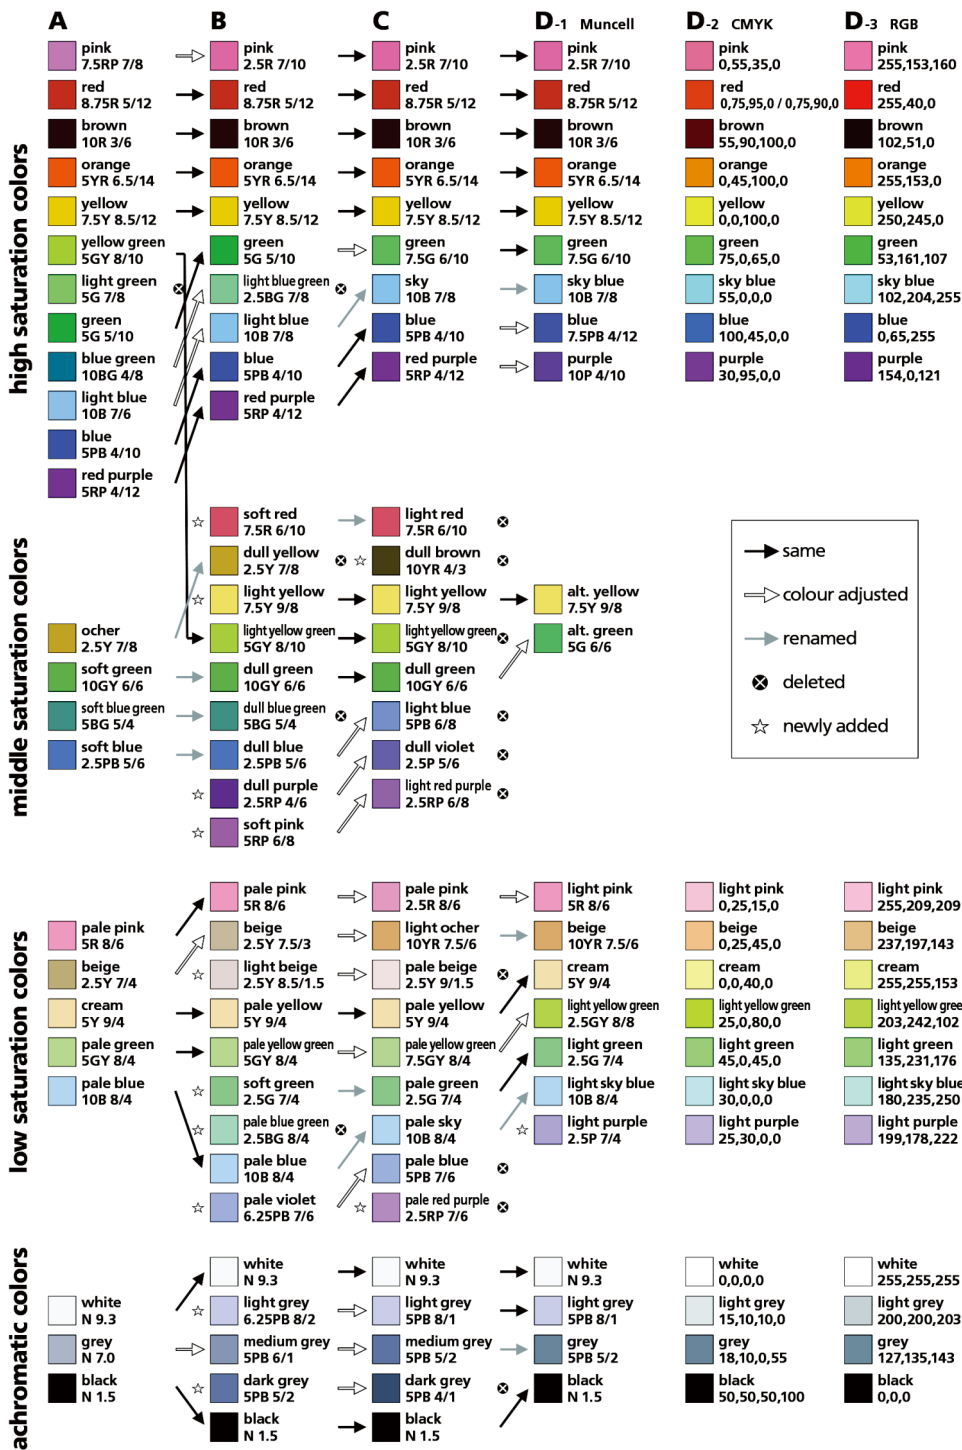 A
B
C
D-1 Muncell
D-2 CMYK
D-3 RGB
high saturation colors
pink
7.5RP 7/8
red
8.75R 5/12
brown
10R 3/6
orange
5YR 6.5/14
yellow
7.5Y 8.5/12
yellow green
5GY 8/10
light green
5G 7/8
green
5G 5/10
blue green
10BG 4/8
light blue
10B 7/6
blue
5PB 4/10
red purple
5RP 4/12
pink
2.5R 7/10
red
8.75R 5/12
brown
10R 3/6
orange
5YR 6.5/14
yellow
7.5Y 8.5/12
green
5G 5/10
light blue green
2.5BG 7/8
light blue
10B 7/8
blue
5PB 4/10
red purple
5RP 4/12
pink
2.5R 7/10
red
8.75R 5/12
brown
10R 3/6
orange
5YR 6.5/14
yellow
7.5Y 8.5/12
green
7.5G 6/10
sky
10B 7/8
blue
5PB 4/10
red purple
5RP 4/12
pink
2.5R 7/10
red
8.75R 5/12
brown
10R 3/6
orange
5YR 6.5/14
yellow
7.5Y 8.5/12
green
7.5G 6/10
sky blue
10B 7/8
blue
7.5PB 4/12
purple
10P 4/10
pink
0,55,35,0
red
0,75,95,0 / 0,75,90,0
brown
55,90,100,0
orange
0,45,100,0
yellow
0,0,100,0
green
75,0,65,0
sky blue
55,0,0,0
blue
100,45,0,0
purple
30,95,0,0
pink
255,153,160
red
255,40,0
brown
102,51,0
orange
255,153,0
yellow
250,245,0
green
53,161,107
sky blue
102,204,255
blue
0,65,255
purple
154,0,121
middle saturation colors
ocher
2.5Y 7/8
soft green
10GY 6/6
soft blue green
5BG 5/4
soft blue
2.5PB 5/6
soft red
7.5R 6/10
dull yellow
2.5Y 7/8
light yellow
7.5Y 9/8
light yellow green
5GY 8/10
dull green
10GY 6/6
dull blue green
5BG 5/4
dull blue
2.5PB 5/6
dull purple
2.5RP 4/6
soft pink
5RP 6/8
light red
7.5R 6/10
dull brown
10YR 4/3
light yellow
7.5Y 9/8
light yellow green
5GY 8/10
dull green
10GY 6/6
light blue
5PB 6/8
dull violet
2.5P 5/6
light red purple
2.5RP 6/8
alt. yellow
7.5Y 9/8
alt. green
5G 6/6
same
colour adjusted
renamed
deleted
newly added
low saturation colors
pale pink
5R 8/6
beige
2.5Y 7/4
cream
5Y 9/4
pale green
5GY 8/4
pale blue
10B 8/4
pale pink
5R 8/6
beige
2.5Y 7.5/3
light beige
2.5Y 8.5/1.5
pale yellow
5Y 9/4
pale yellow green
5GY 8/4
soft green
2.5G 7/4
pale blue green
2.5BG 8/4
pale blue
10B 8/4
pale violet
6.25PB 7/6
pale pink
2.5R 8/6
light ocher
10YR 7.5/6
pale beige
2.5Y 9/1.5
pale yellow
5Y 9/4
pale yellow green
7.5GY 8/4
pale green
2.5G 7/4
pale sky
10B 8/4
pale blue
5PB 7/6
pale red purple
2.5RP 7/6
light pink
5R 8/6
beige
10YR 7.5/6
cream
5Y 9/4
light yellow green
2.5GY 8/8
light green
2.5G 7/4
light sky blue
10B 8/4
light purple
2.5P 7/4
light pink
0,25,15,0
beige
0,25,45,0
cream
0,0,40,0
light yellow green
25,0,80,0
light green
45,0,45,0
light sky blue
30,0,0,0
light purple
25,30,0,0
light pink
255,209,209
beige
237,197,143
cream
255,255,153
light yellow green
203,242,102
light green
135,231,176
light sky blue
180,235,250
light purple
199,178,222
achromatic colors
white
N 9.3
grey
N 7.0
black
N 1.5
white
N 9.3
light grey
6.25PB 8/2
medium grey
5PB 6/1
dark grey
5PB 5/2
black
N 1.5
white
N 9.3
light grey
5PB 8/1
medium grey
5PB 5/2
dark grey
5PB 4/1
black
N 1.5
white
N 9.3
light grey
5PB 8/1
grey
5PB 5/2
black
N 1.5
white
0,0,0,0
light grey
15,10,10,0
grey
18,10,0,55
black
50,50,50,100
white
255,255,255
light grey
200,200,203
grey
127,135,143
black
0,0,0